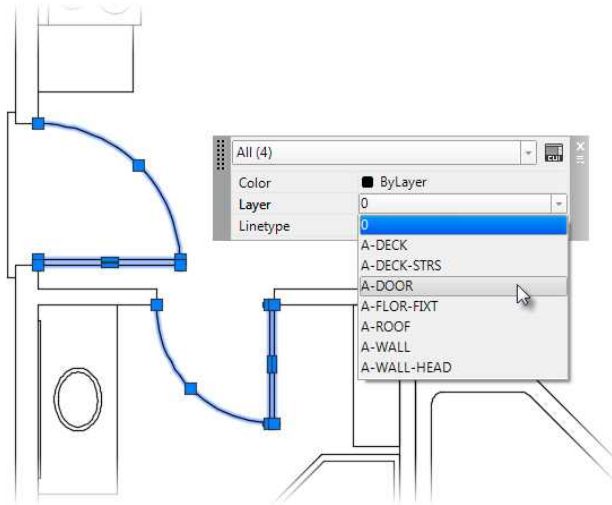 All (4)
Color ByLayer
Layer 0
Linetype
0
A-DECK
A-DECK-STRS
A-DOOR
A-FLOR-FIXT
A-ROOF
A-WALL
A-WALL-HEAD